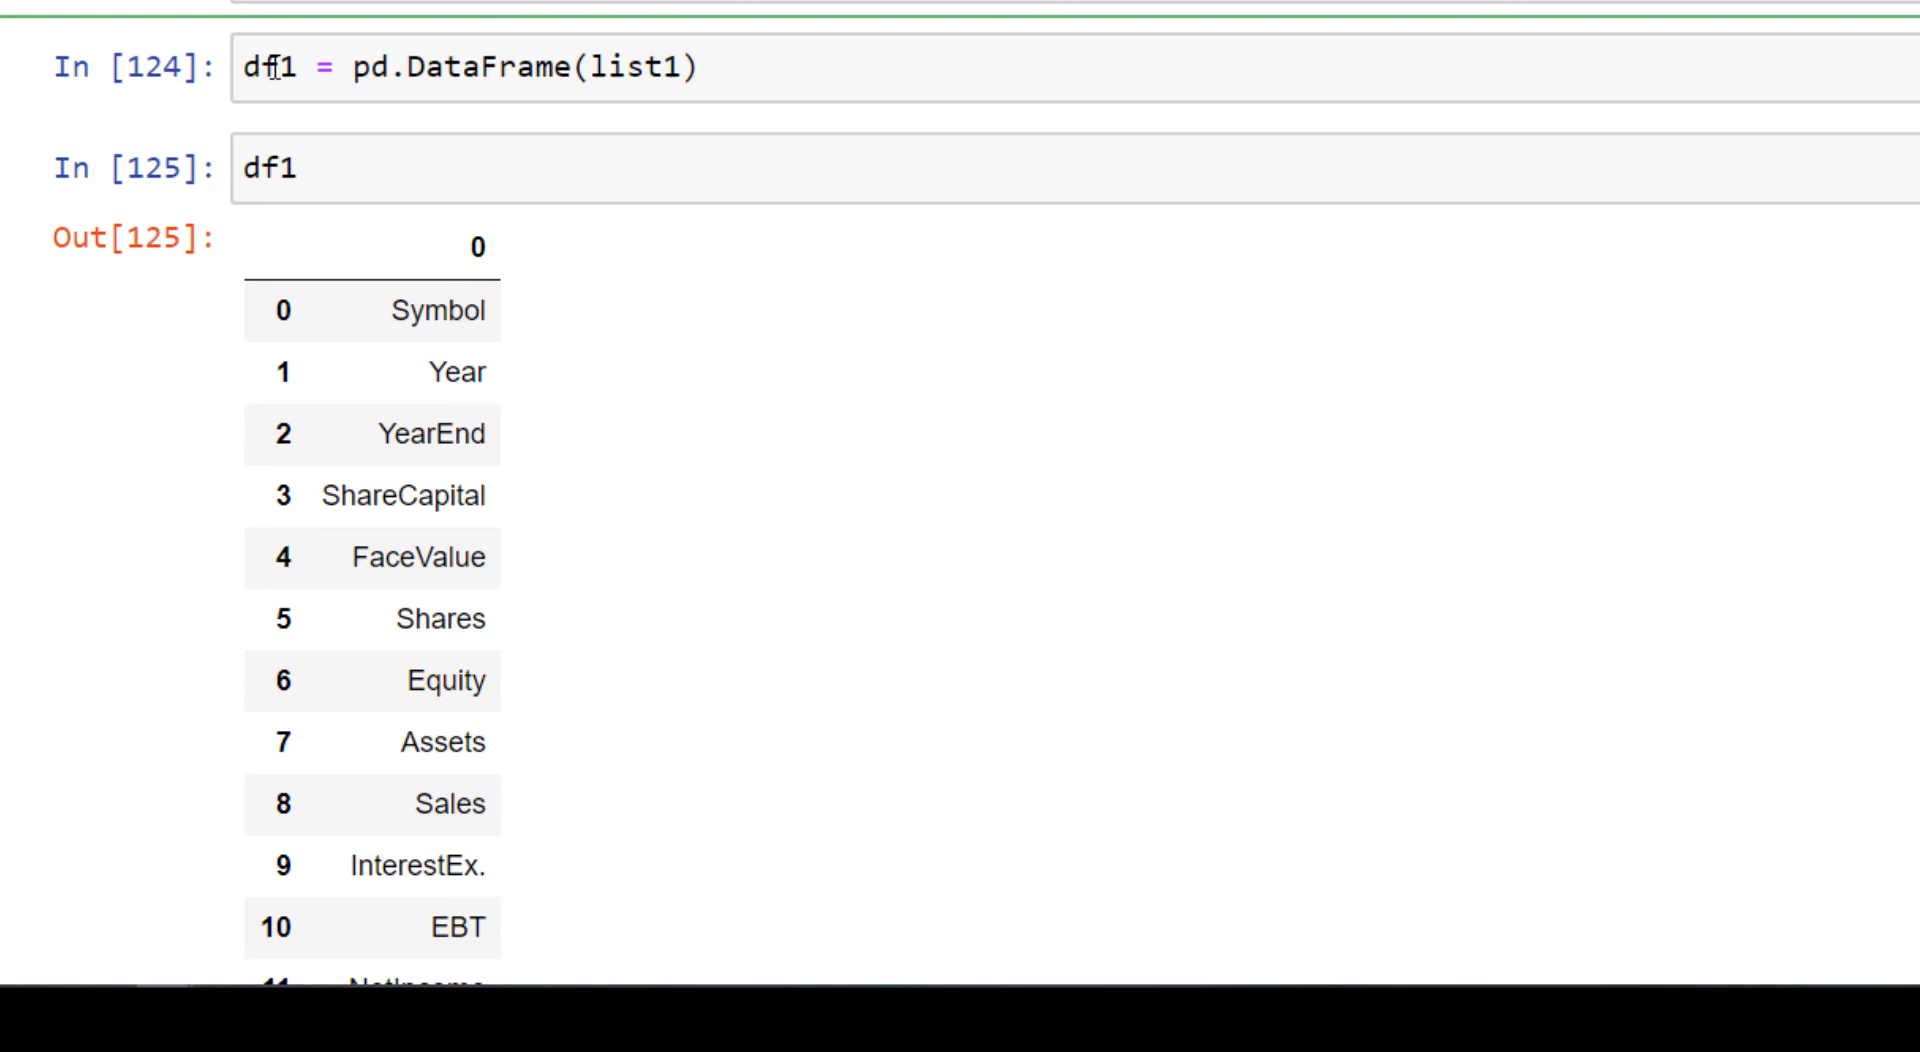 In [124]: df1 = pd.DataFrame(list1)
In [125]: df1
Out[125]:
0
0 Symbol
1 Year
2 YearEnd
3 ShareCapital
4 FaceValue
5 Shares
6 Equity
7 Assets
8 Sales
9 InterestEx.
10 EBT